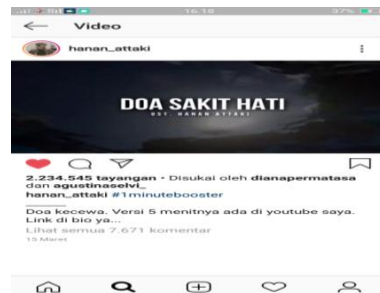 16.18
37%
Video
hanan_attaki
DOA SAKIT HATI
UST. HANAN ATTAKI
2.234.545 tayangan • Disukai oleh dianapermatasa
dan agustinaselvi_
hanan_attaki #1minutebooster
Doa kecewa. Versi 5 menitnya ada di youtube saya.
Link di bio ya...
Lihat semua 7.671 komentar
15 Maret